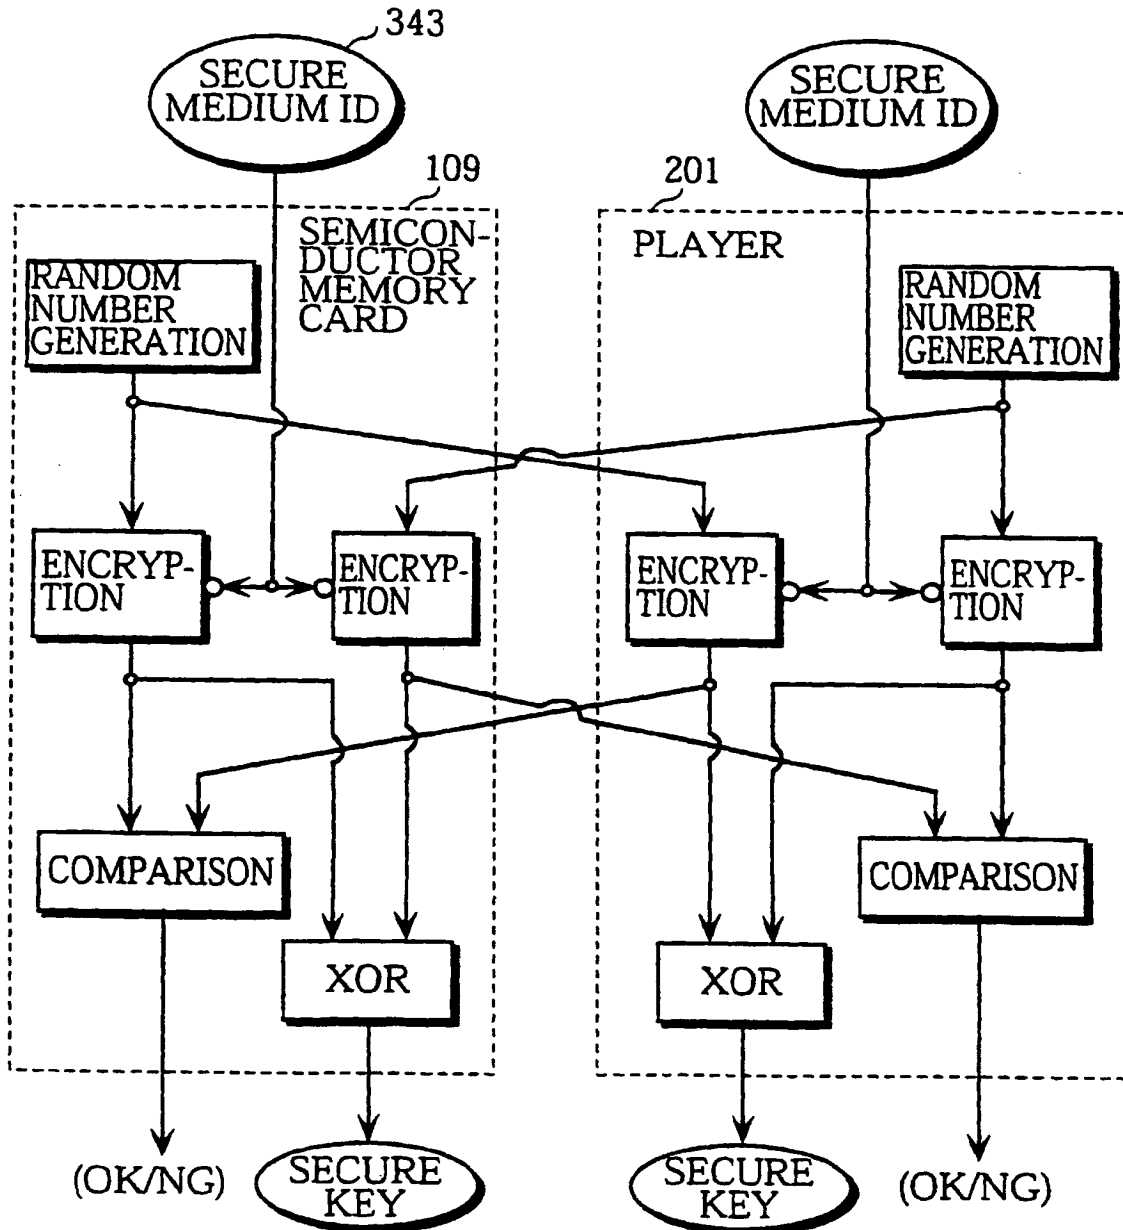 343
SECURE
MEDIUM ID
SECURE
MEDIUM ID
109
201
SEMICON-
DUCTOR
MEMORY
CARD
PLAYER
RANDOM
NUMBER
GENERATION
RANDOM
NUMBER
GENERATION
ENCRYP-
TION
ENCRYP-
TION
ENCRYP-
TION
ENCRYP-
TION
COMPARISON
COMPARISON
XOR
XOR
(OK/NG)
SECURE
KEY
SECURE
KEY
(OK/NG)